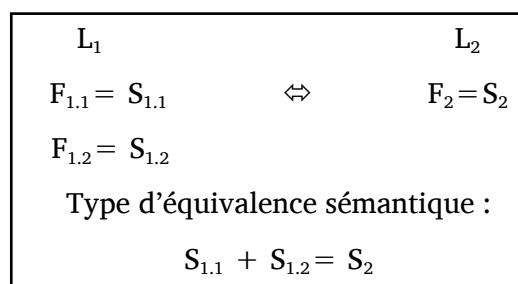 L₁ L₂
F₁.₁= S₁.₁ ⇔ F₂=S₂
F₁.₂= S₁.₂
Type d’équivalence sémantique :
S₁.₁ + S₁.₂= S₂